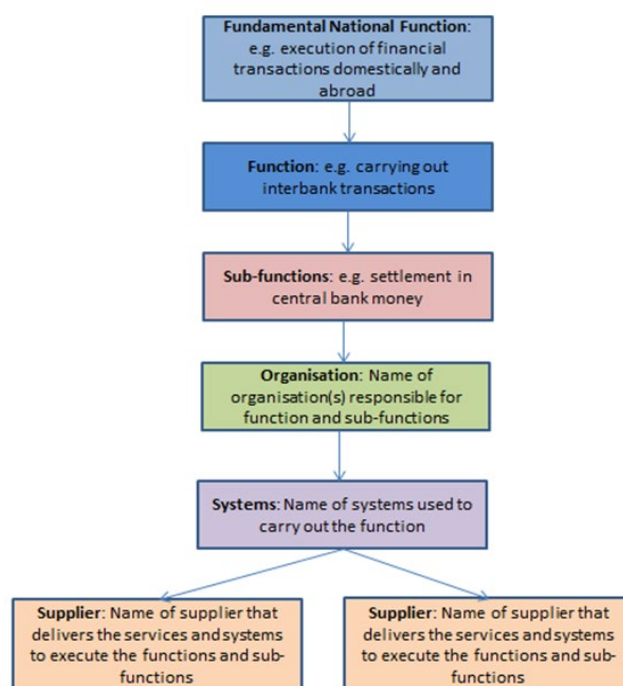 Fundamental National Function:
e.g. execution of financial
transactions domestically and
abroad
Function: e.g. carrying out
interbank transactions
Sub-functions: e.g. settlement in
central bank money
Organisation: Name of
organisation(s) responsible for
function and sub-functions
Systems: Name of systems used to
carry out the function
Supplier: Name of supplier that
delivers the services and systems
to execute the functions and sub-
functions
Supplier: Name of supplier that
delivers the services and systems
to execute the functions and sub-
functions